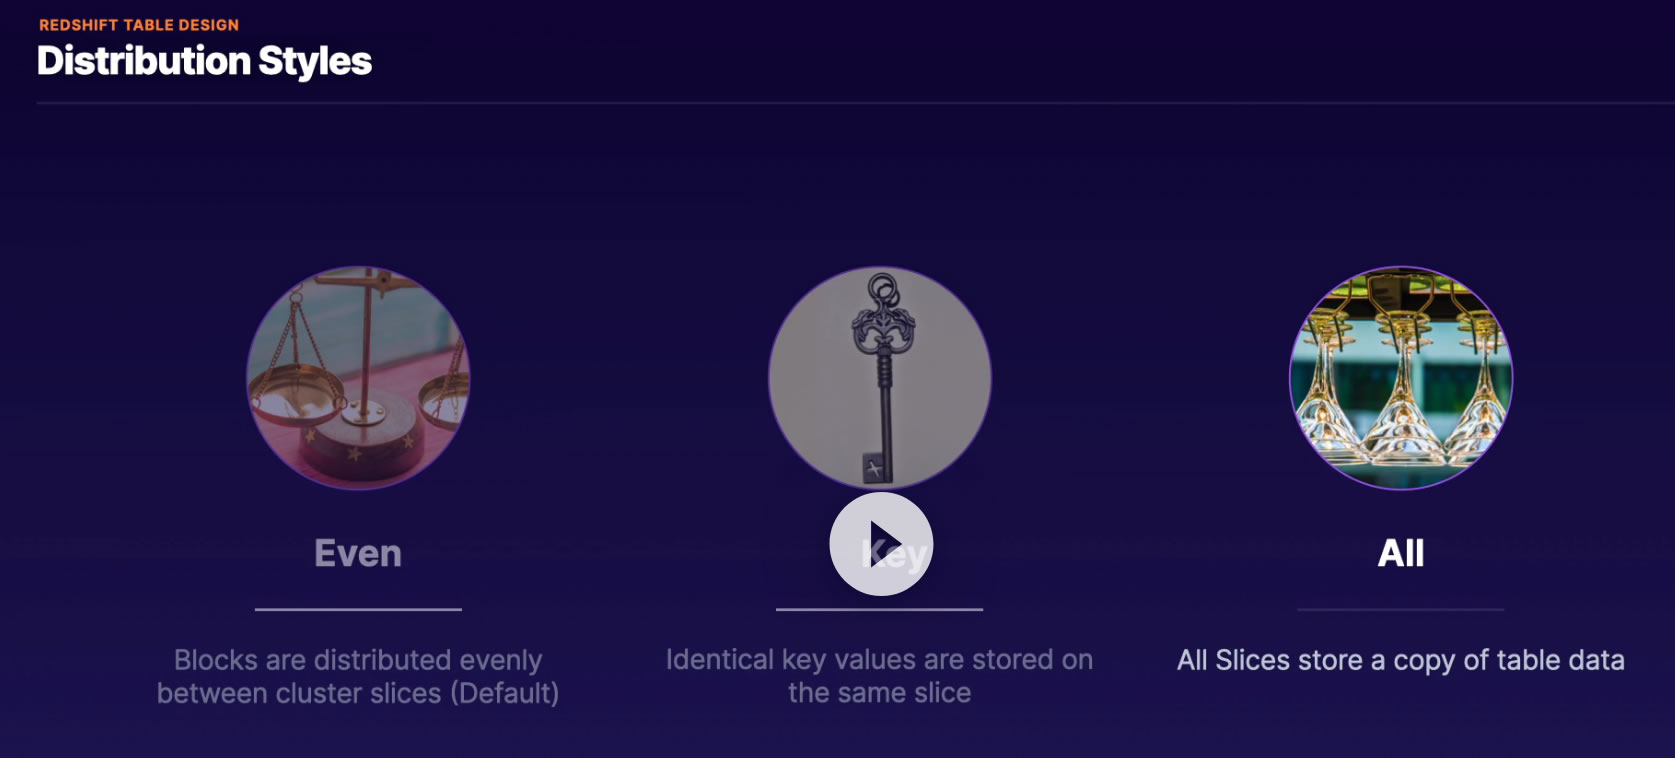 REDSHIFT TABLE DESIGN
Distribution Styles
Even
Key
All
Blocks are distributed evenly
between cluster slices (Default)
Identical key values are stored on
the same slice
All Slices store a copy of table data